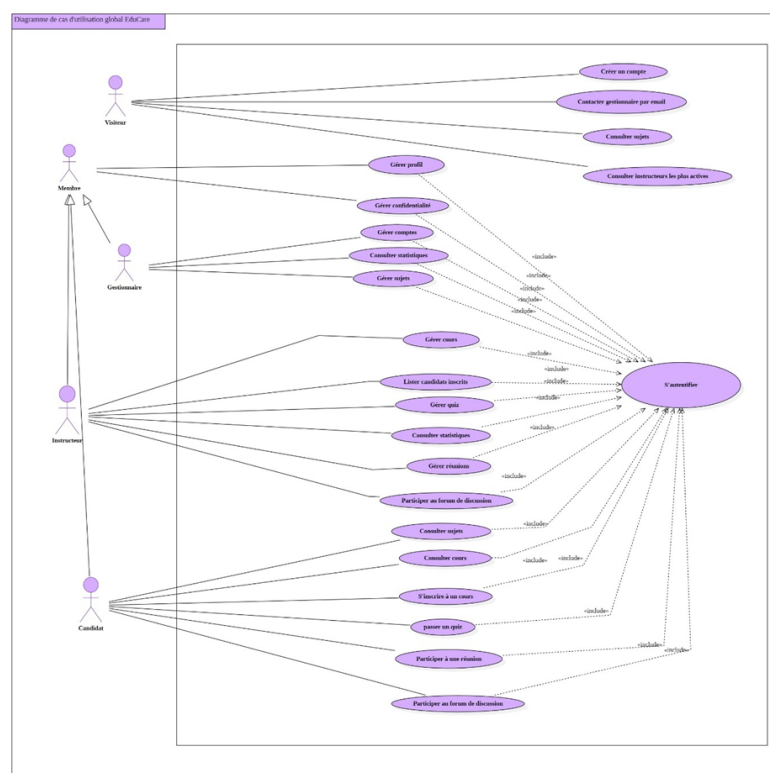 Diagramme de cas d'utilisation global EduCare
Créer un compte
Visiteur
Contacter gestionnaire par email
Consulter sujets
Consulter instructeurs les plus actives
Membre
Gérer profil
Gérer confidentialité
Gérer comptes
Gestionnaire
Consulter statistiques
Gérer sujets
«include»
«include»
«include»
«include»
«include»
Gérer cours
«include»
Lister candidats inscrits
«include»
«include»
S'autentifiee
Instructeur
Gérer quiz
«include»
Consulter statistiques
«include»
Gérer réunions
«include»
Participer au forum de discussion
Consulter sujets
«include»
Consulter cours
«include»
«include»
Candidat
S'inscrire à un cours
«include»
passer un quie
Participer à une réunion
«include»
«include»
Participer au forum de discussion